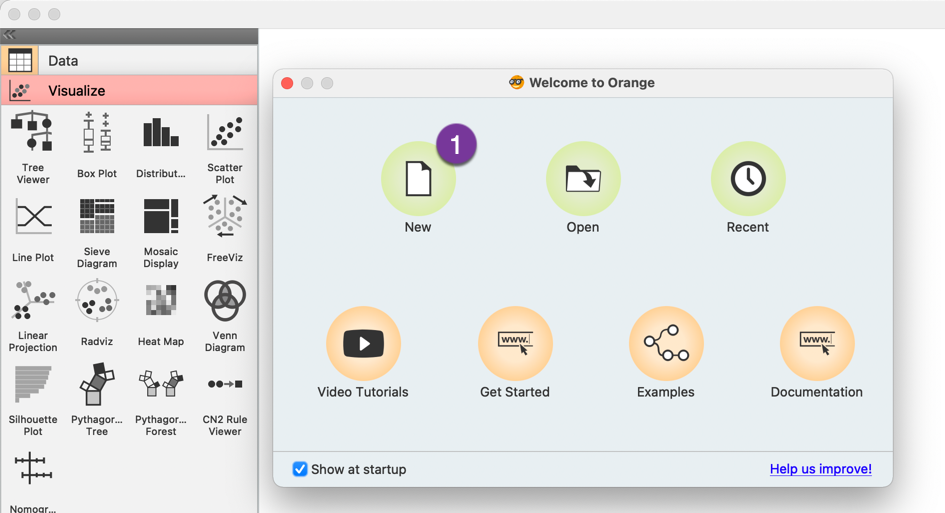 Data
Visualize
Tree
Viewer
Box Plot
Distribut...
Scatter
Plot
Line Plot
Sieve
Diagram
Mosaic
Display
FreeViz
Linear
Projection
Radviz
Heat Map
Venn
Diagram
Silhouette
Plot
Pythagor...
Tree
Pythagor...
Forest
CN2 Rule
Viewer
Nomogr...
Welcome to Orange
1
New
Open
Recent
www.
www.
Video Tutorials
Get Started
Examples
Documentation
Show at startup
Help us improve!